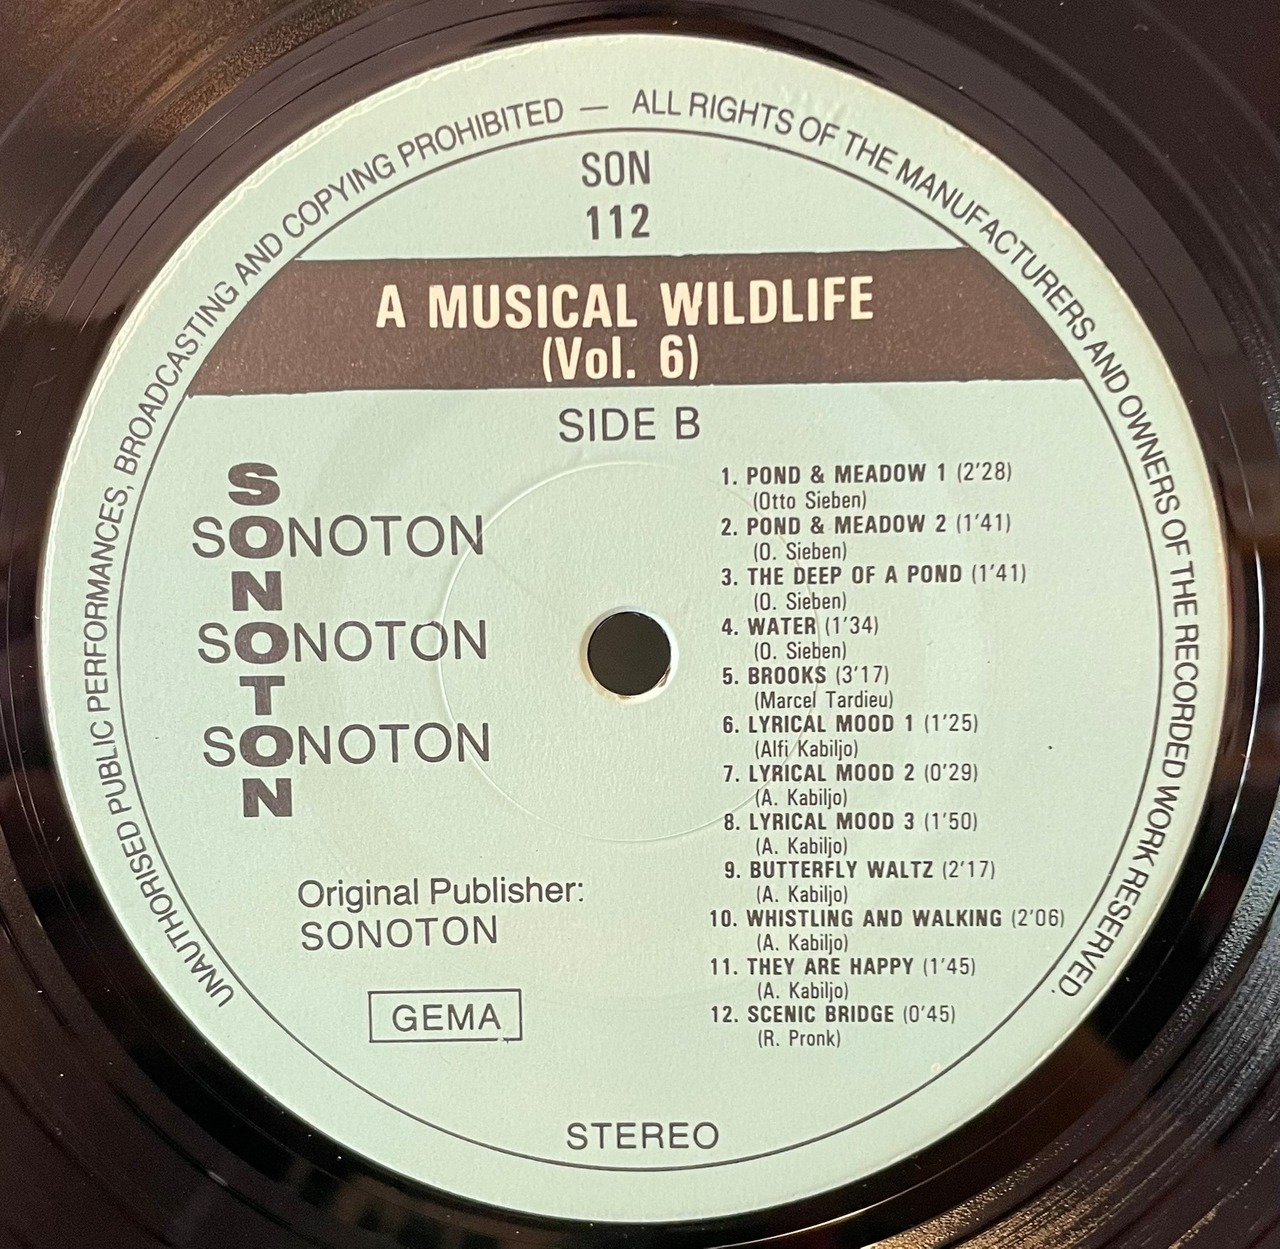 UNAUTHORISED PUBLIC PERFORMANCES, BROADCASTING AND COPYING PROHIBITED — ALL RIGHTS OF THE MANUFACTURERS AND OWNERS OF THE RECORDED WORK RESERVED.
SON
112
A MUSICAL WILDLIFE
(Vol. 6)
SIDE B
SONOTON
SONOTON
SONOTON
SONOTON
1. POND & MEADOW 1 (2'28)
(Otto Sieben)
2. POND & MEADOW 2 (1'41)
(O. Sieben)
3. THE DEEP OF A POND (1'41)
(O. Sieben)
4. WATER (1'34)
(O. Sieben)
5. BROOKS (3'17)
(Marcel Tardieu)
6. LYRICAL MOOD 1 (1'25)
(Alfi Kabiljo)
7. LYRICAL MOOD 2 (0'29)
(A. Kabiljo)
8. LYRICAL MOOD 3 (1'50)
(A. Kabiljo)
9. BUTTERFLY WALTZ (2'17)
(A. Kabiljo)
10. WHISTLING AND WALKING (2'06)
(A. Kabiljo)
11. THEY ARE HAPPY (1'45)
(A. Kabiljo)
12. SCENIC BRIDGE (0'45)
(R. Pronk)
Original Publisher:
SONOTON
GEMA
STEREO